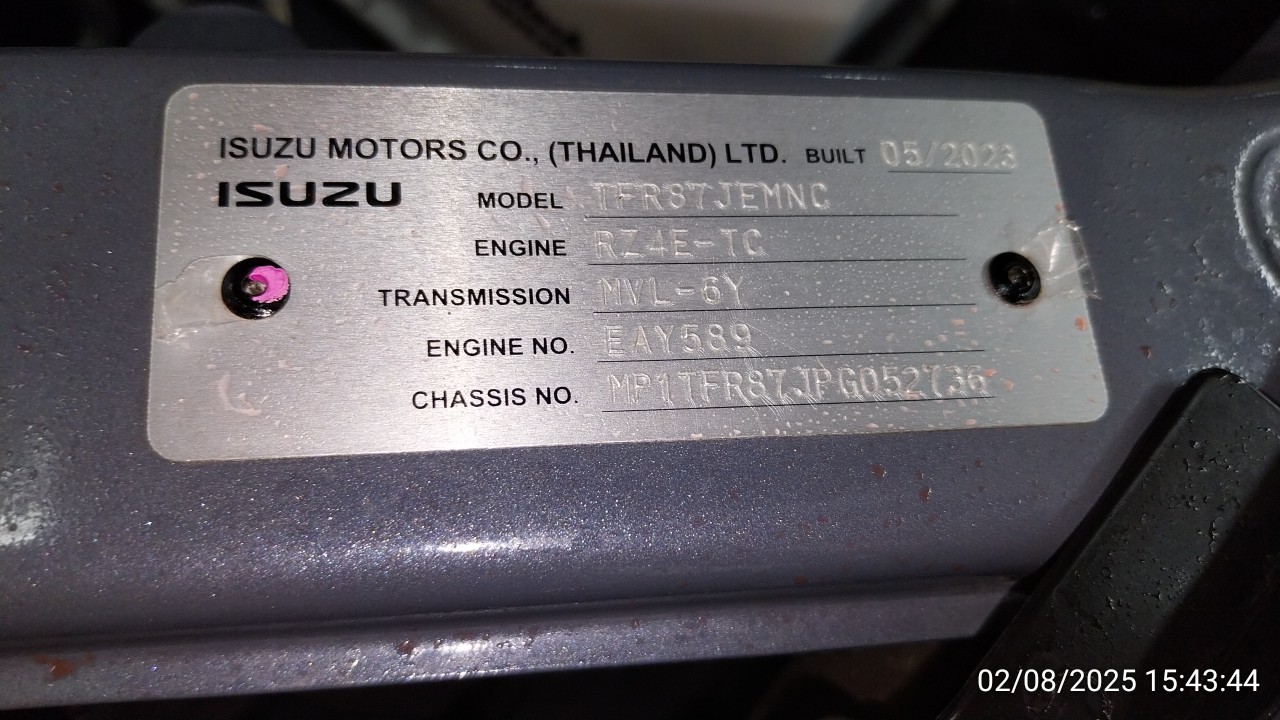 ISUZU MOTORS CO., (THAILAND) LTD. BUILT 05/2023
ISUZU MODEL TFR87JEMNC
ENGINE RZ4E-TC
TRANSMISSION MVL-6Y
ENGINE NO. EAY589
CHASSIS NO. MP1TFR87JPG052736
02/08/2025 15:43:44